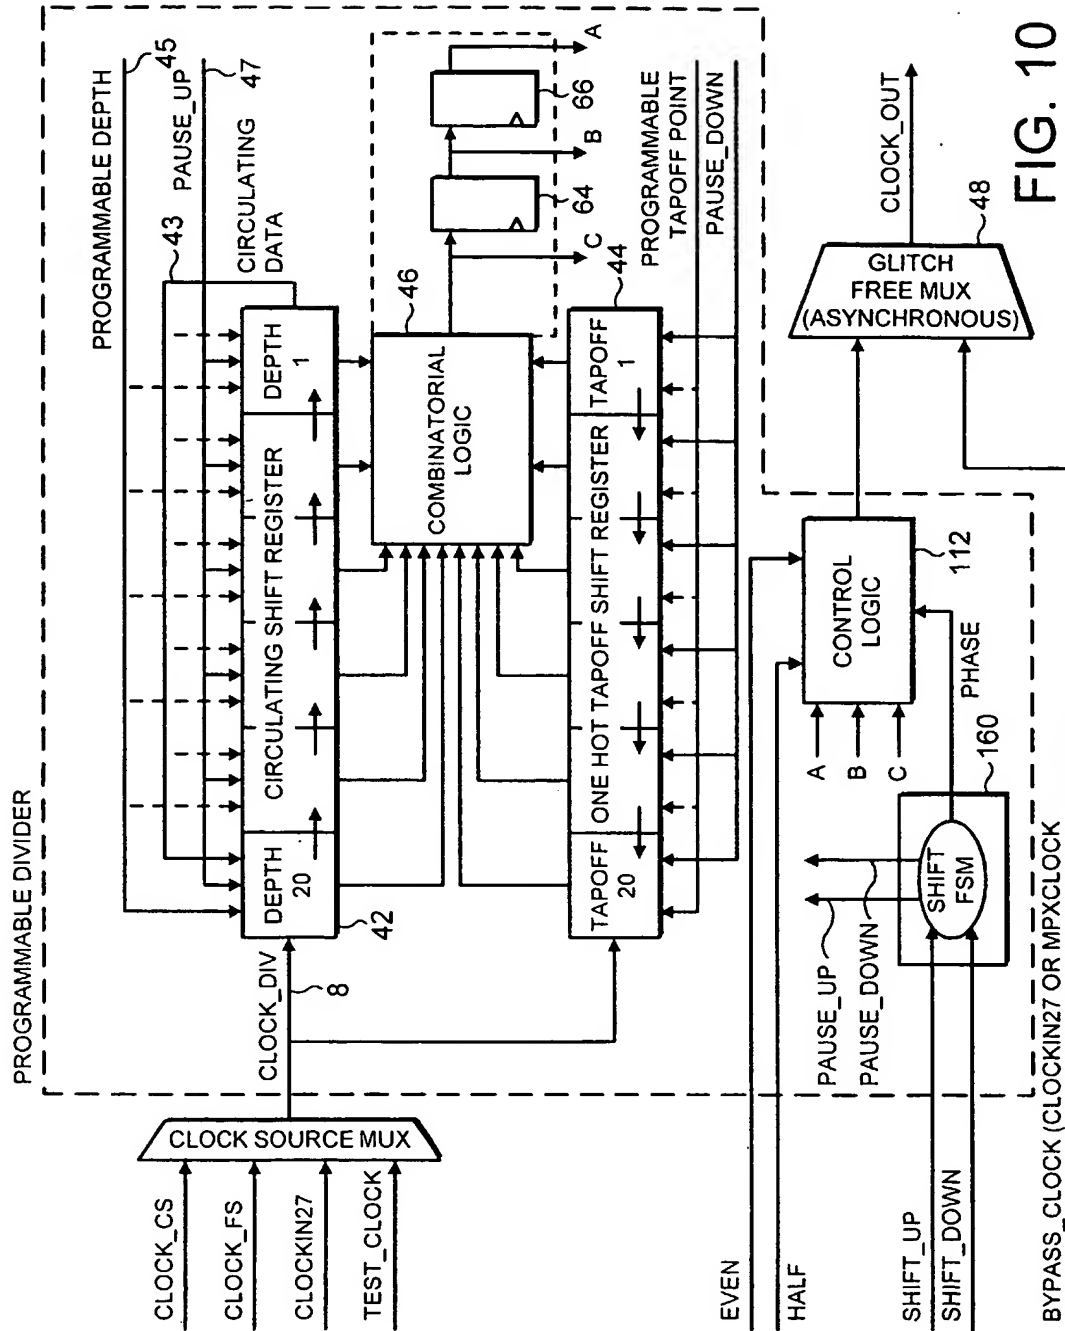 PROGRAMMABLE DIVIDER
PROGRAMMABLE DEPTH
45
PAUSE_UP
47
43
CIRCULATING
DATA
CLOCK_CS
CLOCK_FS
CLOCKIN27
TEST_CLOCK
CLOCK SOURCE MUX
CLOCK_DIV
8
DEPTH
20
CIRCULATING SHIFT REGISTER
DEPTH
1
42
46
COMBINATORIAL
LOGIC
64
66
A
B
C
TAPOFF
20
ONE HOT TAPOFF SHIFT REGISTER
TAPOFF
1
44
PROGRAMMABLE
TAPOFF POINT
PAUSE_DOWN
EVEN
HALF
SHIFT_UP
SHIFT_DOWN
PAUSE_UP
PAUSE_DOWN
SHIFT
FSM
160
PHASE
A
B
C
CONTROL
LOGIC
112
GLITCH
FREE MUX
(ASYNCHRONOUS)
48
CLOCK_OUT
BYPASS_CLOCK (CLOCKIN27 OR MPXCLOCK
FIG. 10